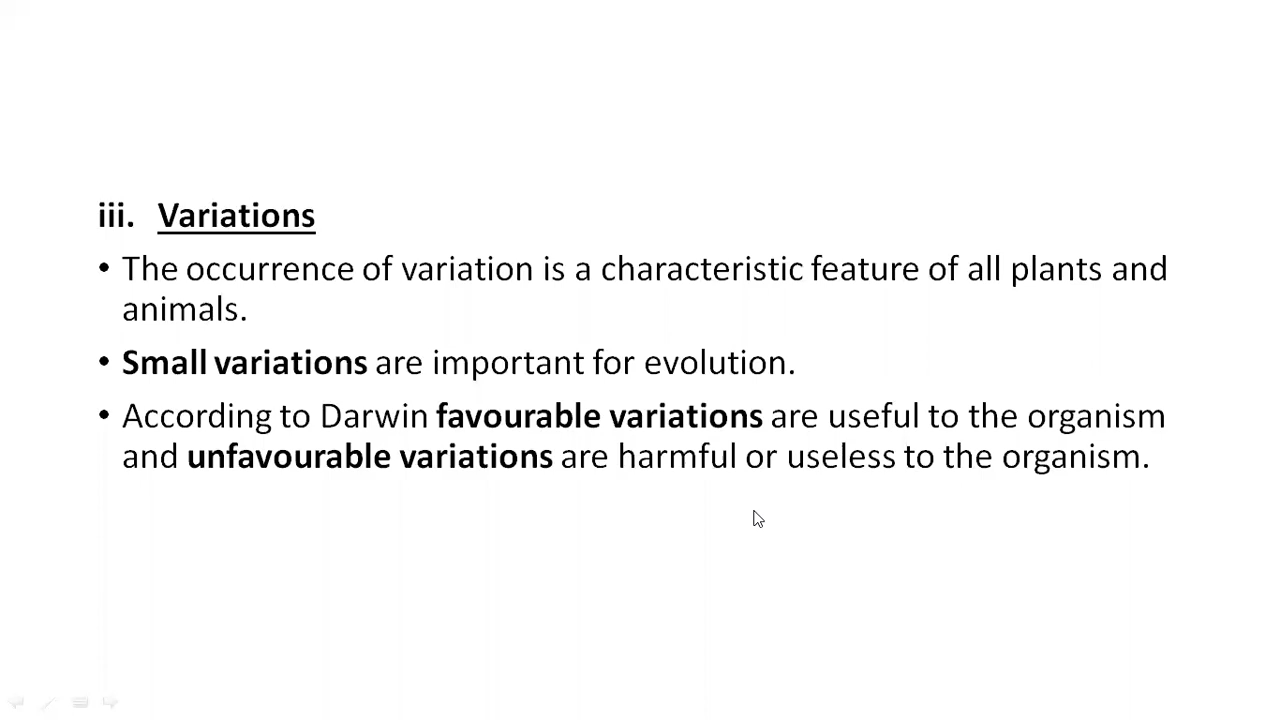 iii. Variations
• The occurrence of variation is a characteristic feature of all plants and
animals.
• Small variations are important for evolution.
• According to Darwin favourable variations are useful to the organism
and unfavourable variations are harmful or useless to the organism.